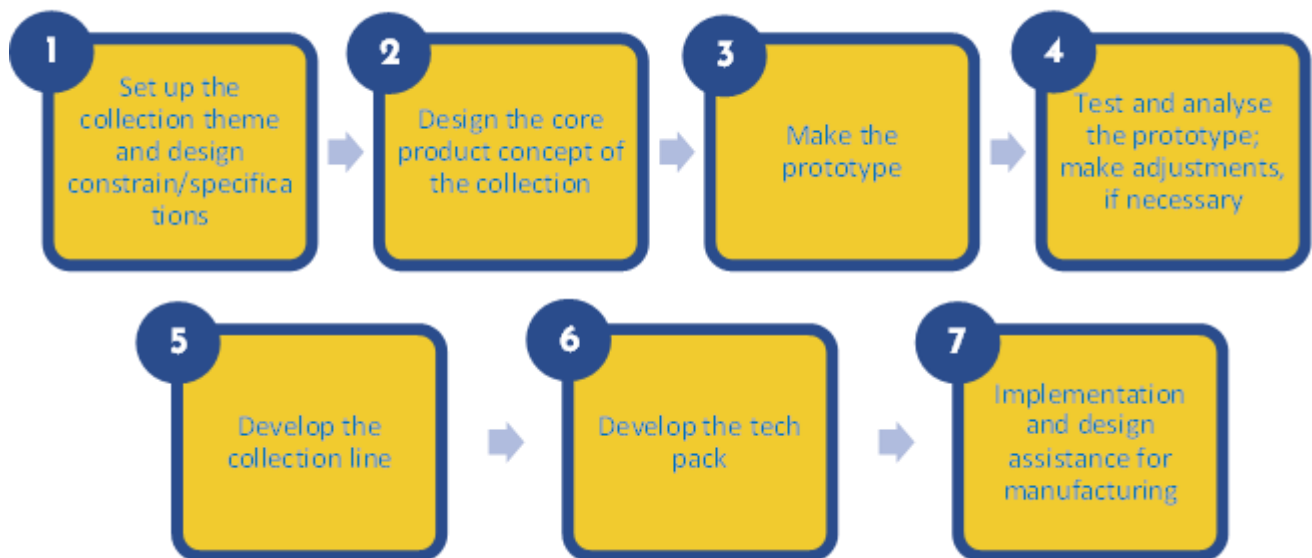 1
Set up the
collection theme
and design
constrain/specifica
tions
2
Design the core
product concept of
the collection
3
Make the
prototype
4
Test and analyse
the prototype;
make adjustments,
if necessary
5
Develop the
collection line
6
Develop the tech
pack
7
Implementation
and design
assistance for
manufacturing